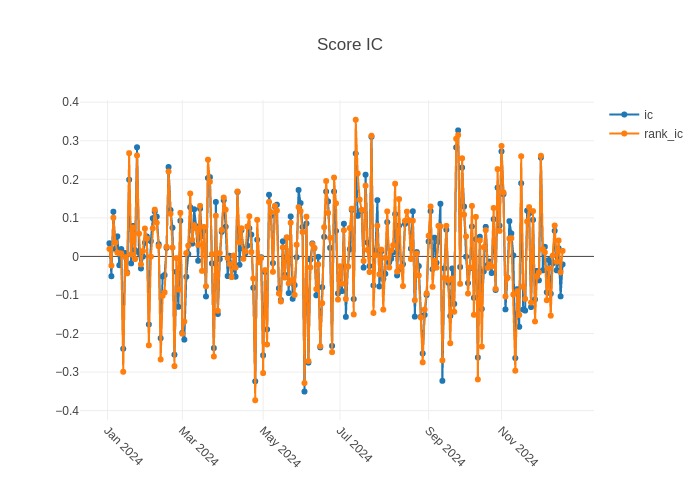 Score IC
ic
rank_ic
0.4
0.3
0.2
0.1
0
−0.1
−0.2
−0.3
−0.4
Jan 2024
Mar 2024
May 2024
Jul 2024
Sep 2024
Nov 2024